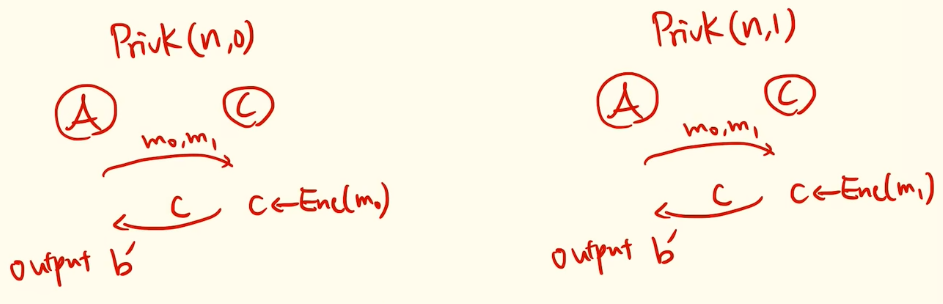 Privk(n,0)
A C
m₀,m₁
C C←Enc(m₀)
output b'
Privk(n,1)
A C
m₀,m₁
C C←Enc(m₁)
output b'